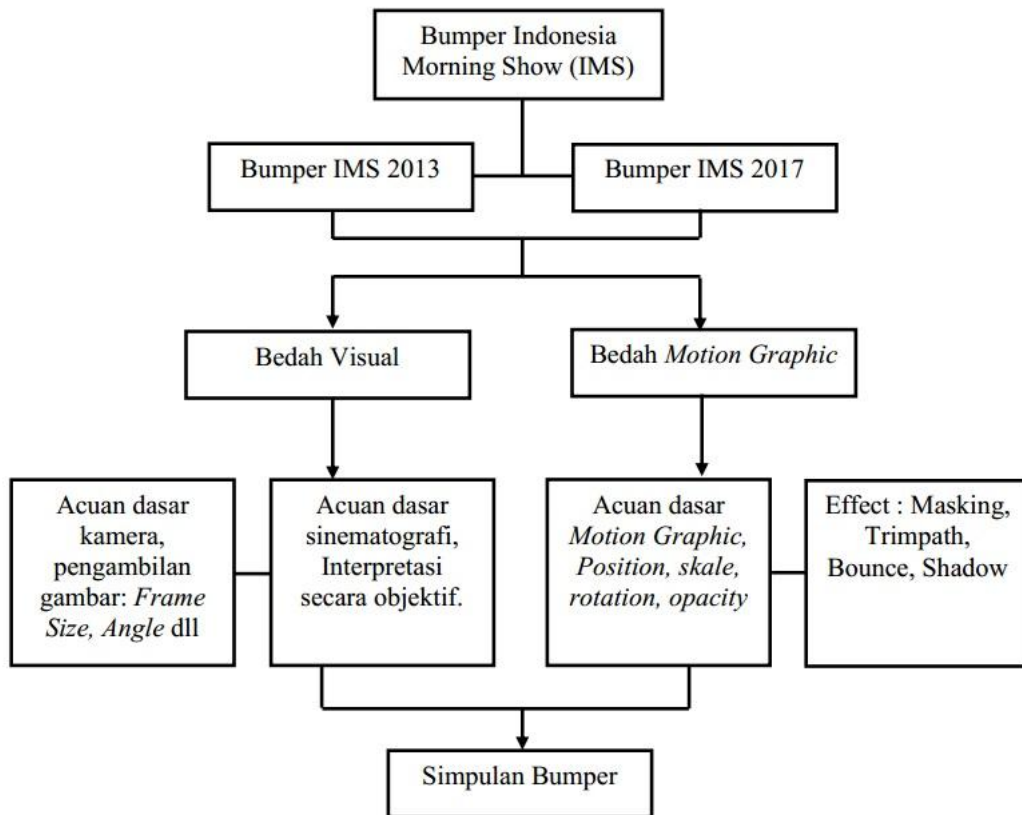 Bumper Indonesia
Morning Show (IMS)
Bumper IMS 2013
Bumper IMS 2017
Bedah Visual
Bedah Motion Graphic
Acuan dasar
kamera,
pengambilan
gambar: Frame
Size, Angle dll
Acuan dasar
sinematografi,
Interpretasi
secara objektif.
Acuan dasar
Motion Graphic,
Position, skale,
rotation, opacity
Effect : Masking,
Trimpath,
Bounce, Shadow
Simpulan Bumper